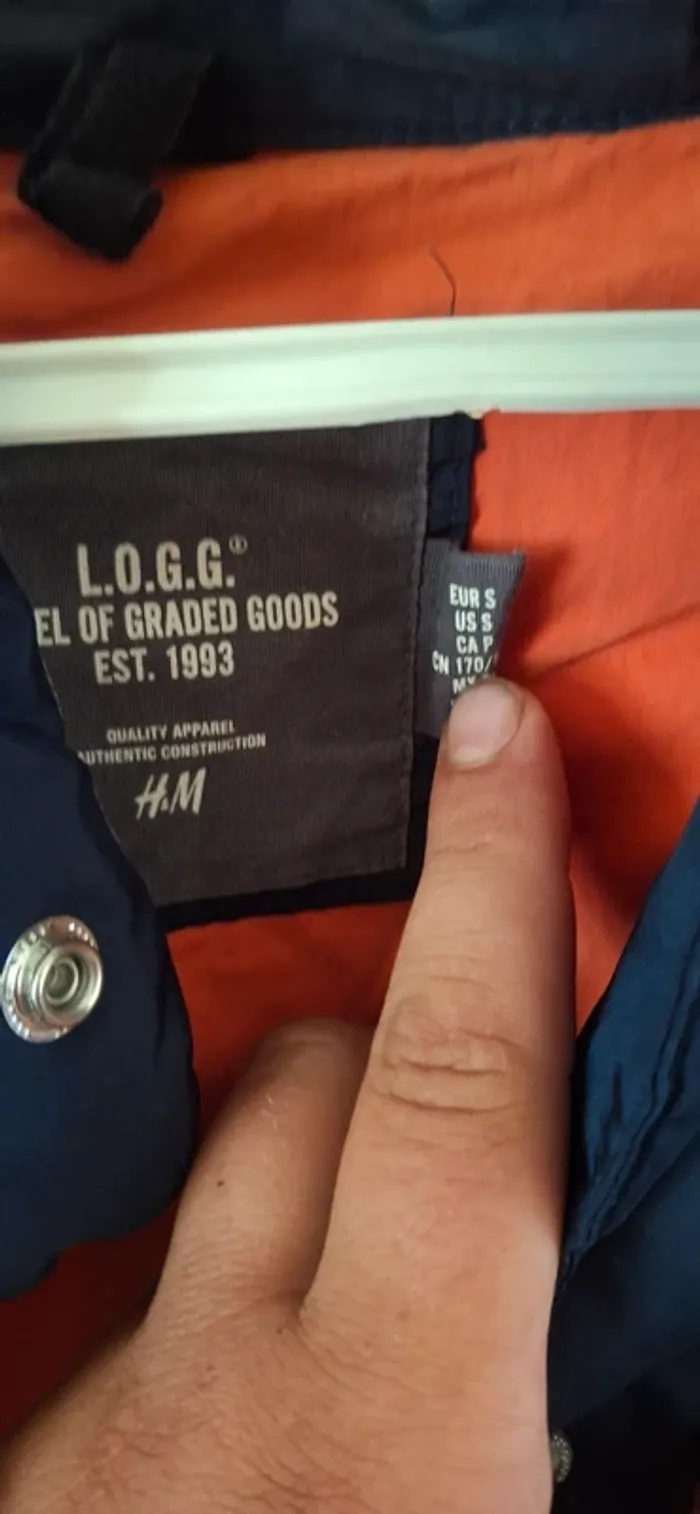 L.O.G.G.®
EL OF GRADED GOODS
EST. 1993
QUALITY APPAREL
AUTHENTIC CONSTRUCTION
H&M
EUR S
US S
CA P
CN 170/